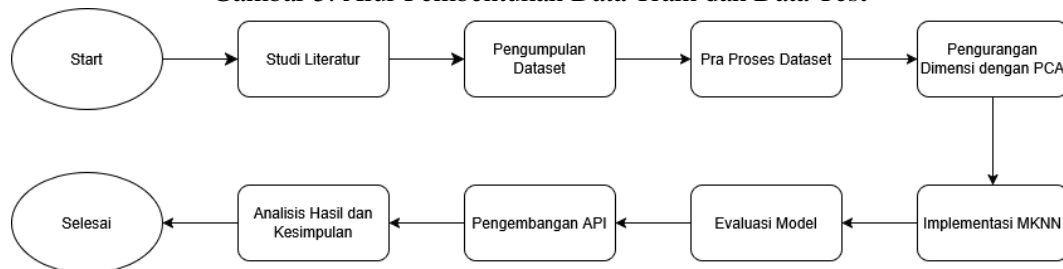 Gambar 3. Alur Pembentukan Data Train dan Data Test
Start
Studi Literatur
Pengumpulan
Dataset
Pra Proses Dataset
Pengurangan
Dimensi dengan PCA
Implementasi MKNN
Evaluasi Model
Pengembangan API
Analisis Hasil dan
Kesimpulan
Selesai